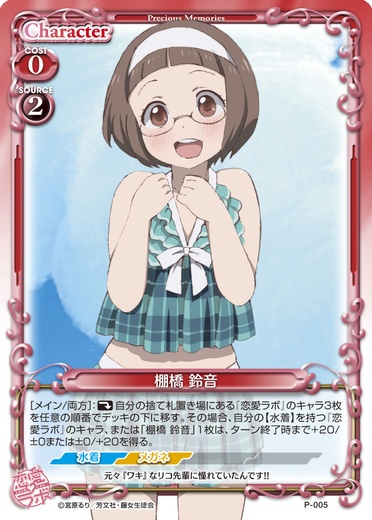 Precious Memories
Character
COST
0
SOURCE
2
棚橋 鈴音
[メイン/両方]:自分の捨て札置き場にある『恋愛ラボ』のキャラ3枚
を任意の順番でデッキの下に移す。その場合、自分の【水着】を持つ『恋
愛ラボ』のキャラ、または「棚橋 鈴音」1枚は、ターン終了時まで+20/
±0または±0/+20を得る。
水着 メガネ
元々『ワキ』なリコ先輩に憧れていたんです!!
恋愛ラボ
©宮原るり/芳文社・藤女生徒会
P-005